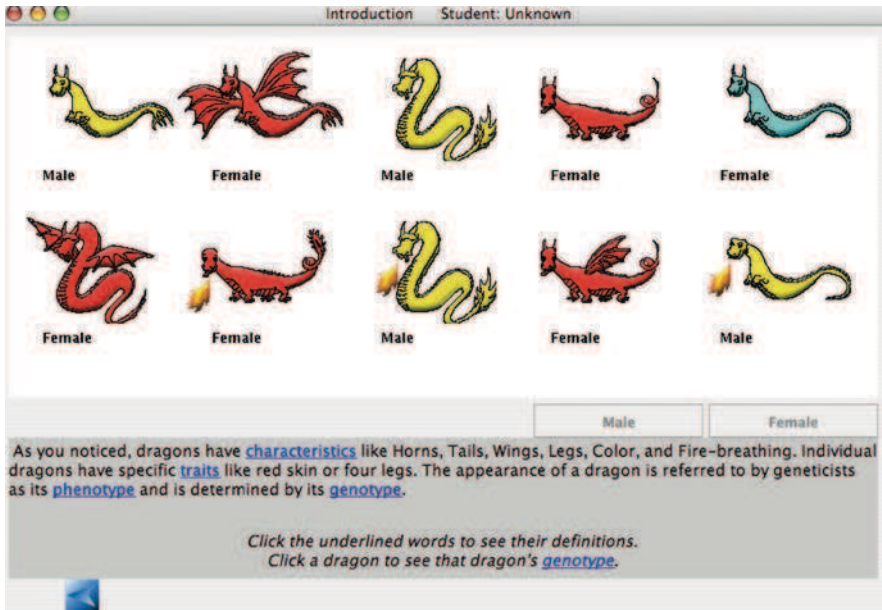 Introduction Student: Unknown
Male Female Male Female Female
Female Female Male Female Male
Male Female
As you noticed, dragons have characteristics like Horns, Tails, Wings, Legs, Color, and Fire-breathing. Individual
dragons have specific traits like red skin or four legs. The appearance of a dragon is referred to by geneticists
as its phenotype and is determined by its genotype.
Click the underlined words to see their definitions.
Click a dragon to see that dragon's genotype.